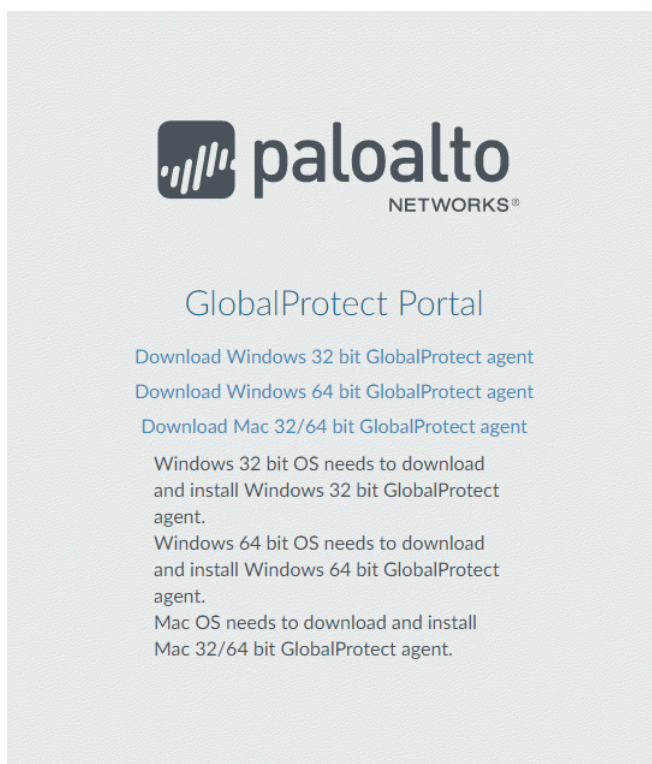 paloalto
NETWORKS®
GlobalProtect Portal
Download Windows 32 bit GlobalProtect agent
Download Windows 64 bit GlobalProtect agent
Download Mac 32/64 bit GlobalProtect agent
Windows 32 bit OS needs to download
and install Windows 32 bit GlobalProtect
agent.
Windows 64 bit OS needs to download
and install Windows 64 bit GlobalProtect
agent.
Mac OS needs to download and install
Mac 32/64 bit GlobalProtect agent.